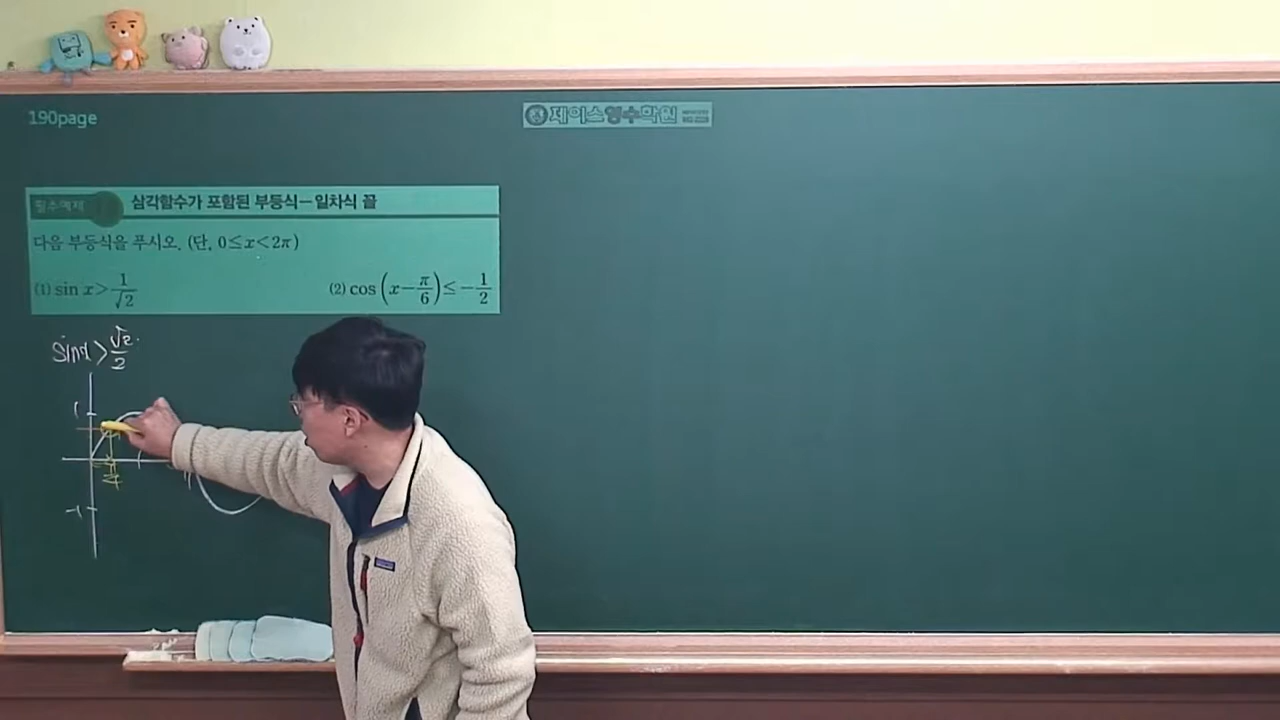 190page
제이스영수학원
필수예제
삼각함수가 포함된 부등식-일차식 꼴
다음 부등식을 푸시오. (단, 0≤x<2π)
(1) sin x > 1/√2
(2) cos (x-π/6) ≤ -1/2
sin x > √2/2
1
π/4
π
-1